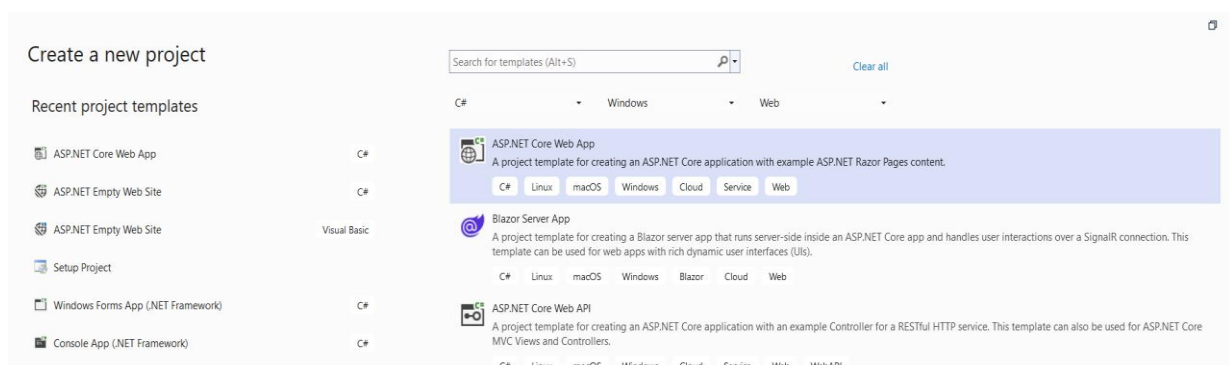 Create a new project
Recent project templates
ASP.NET Core Web App C#
ASP.NET Empty Web Site C#
ASP.NET Empty Web Site Visual Basic
Setup Project
Windows Forms App (.NET Framework) C#
Console App (.NET Framework) C#
Search for templates (Alt+S)
Clear all
C# Windows Web
ASP.NET Core Web App
A project template for creating an ASP.NET Core application with example ASP.NET Razor Pages content.
C# Linux macOS Windows Cloud Service Web
Blazor Server App
A project template for creating a Blazor server app that runs server-side inside an ASP.NET Core app and handles user interactions over a SignalR connection. This
template can be used for web apps with rich dynamic user interfaces (UIs).
C# Linux macOS Windows Blazor Cloud Web
ASP.NET Core Web API
A project template for creating an ASP.NET Core application with an example Controller for a RESTful HTTP service. This template can also be used for ASP.NET Core
MVC Views and Controllers.
C# Linux macOS Windows Cloud Service Web WebAPI